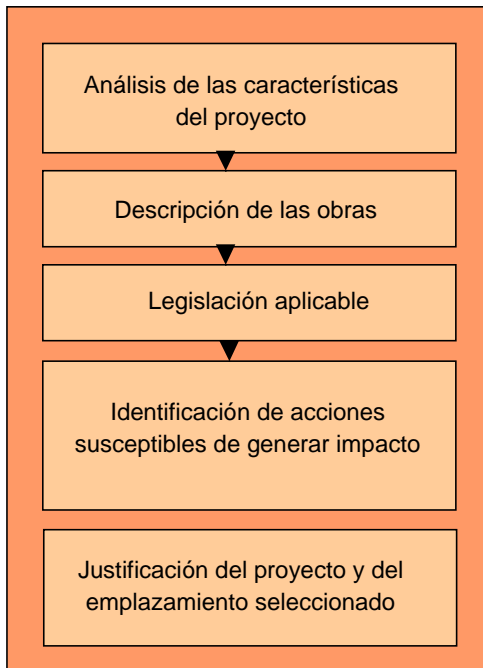 Análisis de las características
del proyecto
Descripción de las obras
Legislación aplicable
Identificación de acciones
susceptibles de generar impacto
Justificación del proyecto y del
emplazamiento seleccionado